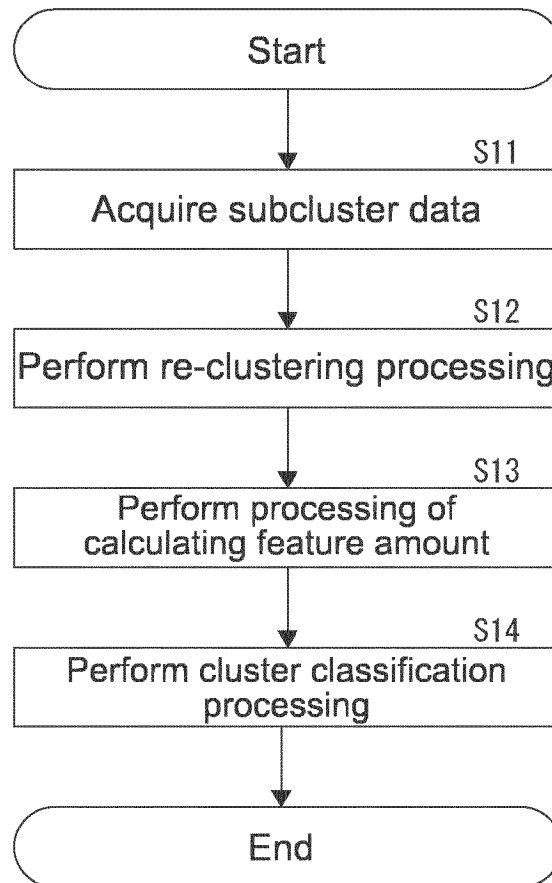 Start
S11
Acquire subcluster data
S12
Perform re-clustering processing
S13
Perform processing of
calculating feature amount
S14
Perform cluster classification
processing
End